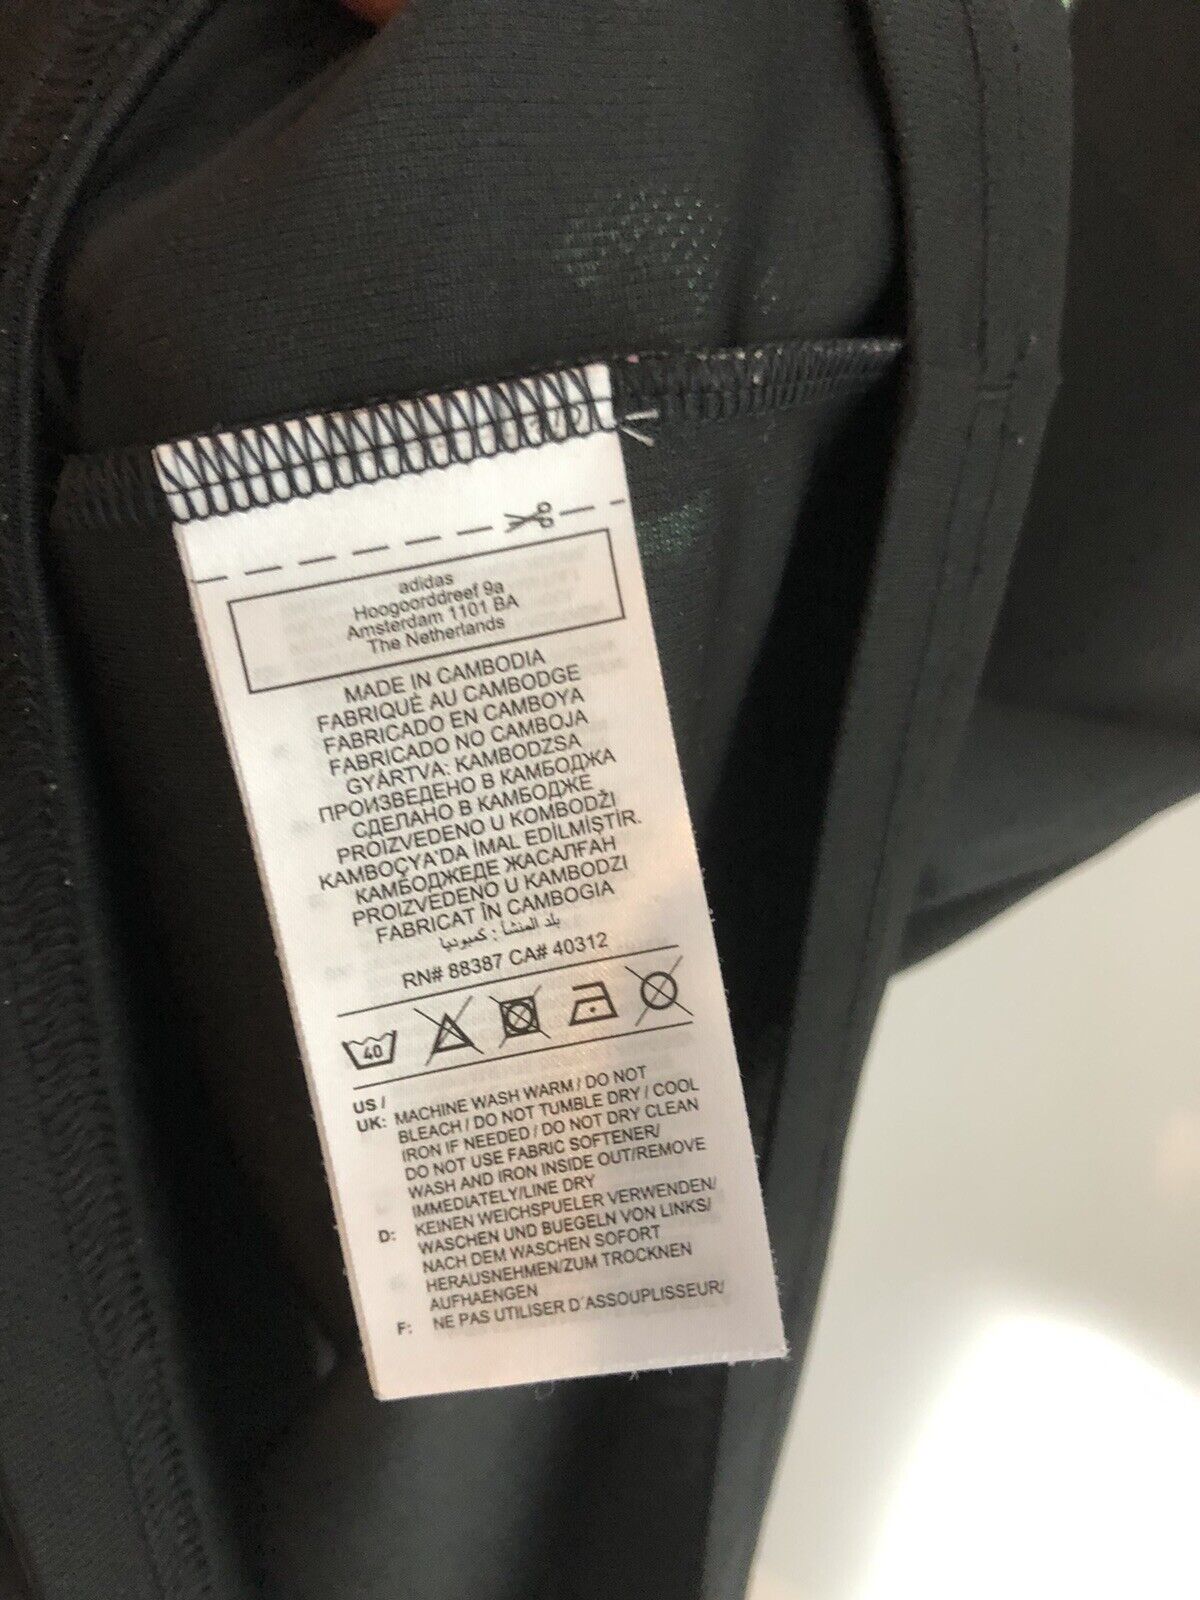 adidas
Hoogoorddreef 9a
Amsterdam 1101 BA
The Netherlands
MADE IN CAMBODIA
FABRIQUÉ AU CAMBODGE
FABRICADO EN CAMBOYA
FABRICADO NO CAMBOJA
GYÁRTVA: KAMBODZSA
ПРОИЗВЕДЕНО В КАМБОДЖА
СДЕЛАНО В КАМБОДЖЕ
PROIZVEDENO U KOMBODŽI
KAMBOÇYA'DA İMAL EDİLMİŞTİR.
КАМБОДЖЕДЕ ЖАСАЛҒАН
PROIZVEDENO U KAMBODZI
FABRICAT ÎN CAMBOGIA
بلد المنشأ : كمبوديا
RN# 88387 CA# 40312
40
US /
UK: MACHINE WASH WARM / DO NOT
BLEACH / DO NOT TUMBLE DRY / COOL
IRON IF NEEDED / DO NOT DRY CLEAN
DO NOT USE FABRIC SOFTENER/
WASH AND IRON INSIDE OUT/REMOVE
IMMEDIATELY/LINE DRY
D: KEINEN WEICHSPUELER VERWENDEN/
WASCHEN UND BUEGELN VON LINKS/
NACH DEM WASCHEN SOFORT
HERAUSNEHMEN/ZUM TROCKNEN
AUFHAENGEN
F: NE PAS UTILISER D'ASSOUPLISSEUR/